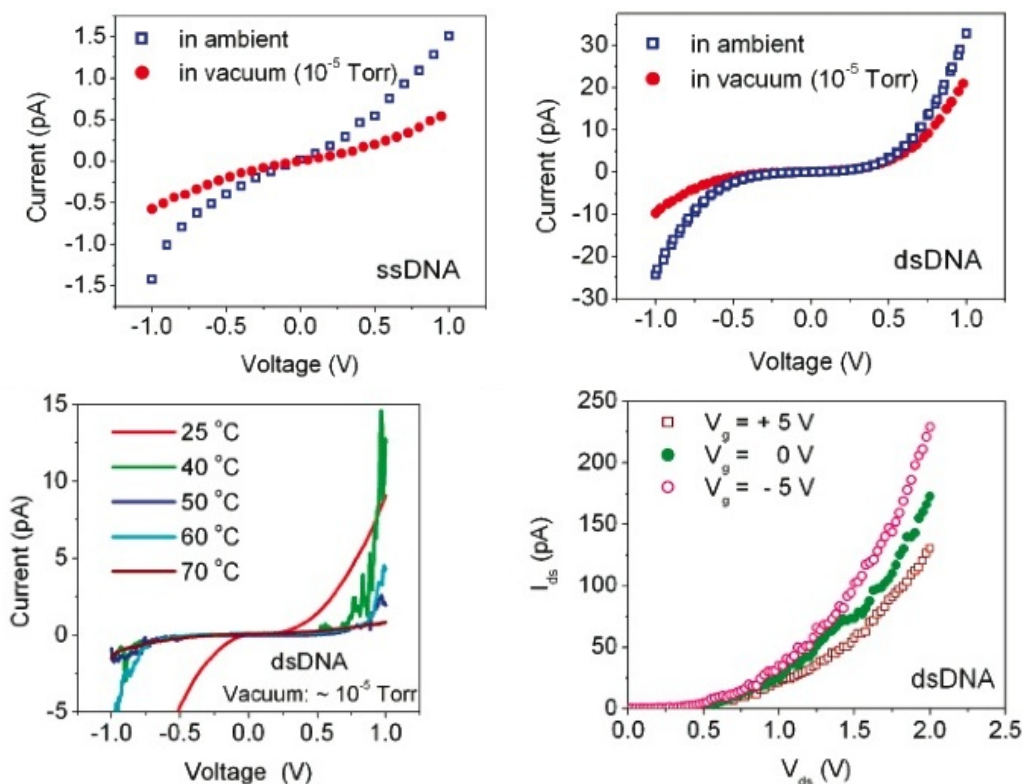 1.5
1.0
0.5
0.0
-0.5
-1.0
-1.5
Current (pA)
in ambient
in vacuum (10⁻⁵ Torr)
ssDNA
-1.0 -0.5 0.0 0.5 1.0
Voltage (V)
30
20
10
0
-10
-20
-30
Current (pA)
in ambient
in vacuum (10⁻⁵ Torr)
dsDNA
-1.0 -0.5 0.0 0.5 1.0
Voltage (V)
15
10
5
0
-5
Current (pA)
25 °C
40 °C
50 °C
60 °C
70 °C
dsDNA
Vacuum: ~ 10⁻⁵ Torr
-1.0 -0.5 0.0 0.5 1.0
Voltage (V)
250
200
150
100
50
0
I_ds (pA)
V_g = + 5 V
V_g = 0 V
V_g = - 5 V
dsDNA
0.0 0.5 1.0 1.5 2.0 2.5
V_ds (V)